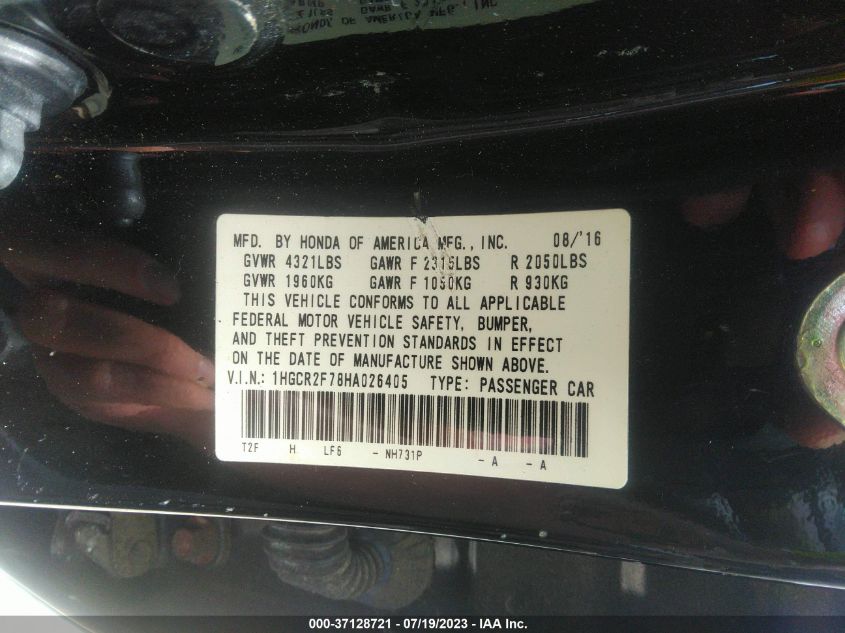 MFD. BY HONDA OF AMERICA MFG., INC. 08/'16
GVWR 4321LBS GAWR F 2315LBS R 2050LBS
GVWR 1960KG GAWR F 1050KG R 930KG
THIS VEHICLE CONFORMS TO ALL APPLICABLE
FEDERAL MOTOR VEHICLE SAFETY, BUMPER,
AND THEFT PREVENTION STANDARDS IN EFFECT
ON THE DATE OF MANUFACTURE SHOWN ABOVE.
V.I.N.: 1HGCR2F78HA026405 TYPE: PASSENGER CAR
T2F H LF6 - NH731P - A - A
000-37128721 / 07/19/2023 - IAA Inc.